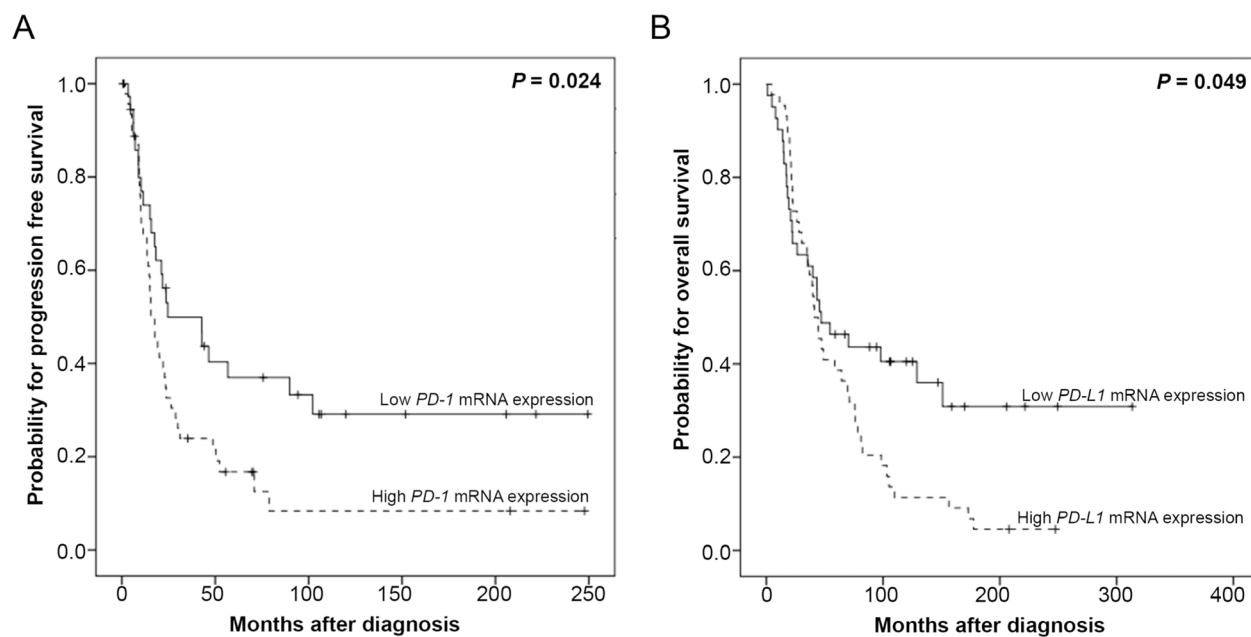 A
P = 0.024
Probability for progression free survival
1.0
0.8
0.6
0.4
0.2
0.0
Low PD-1 mRNA expression
High PD-1 mRNA expression
0 50 100 150 200 250
Months after diagnosis
B
P = 0.049
Probability for overall survival
1.0
0.8
0.6
0.4
0.2
0.0
Low PD-L1 mRNA expression
High PD-L1 mRNA expression
0 100 200 300 400
Months after diagnosis